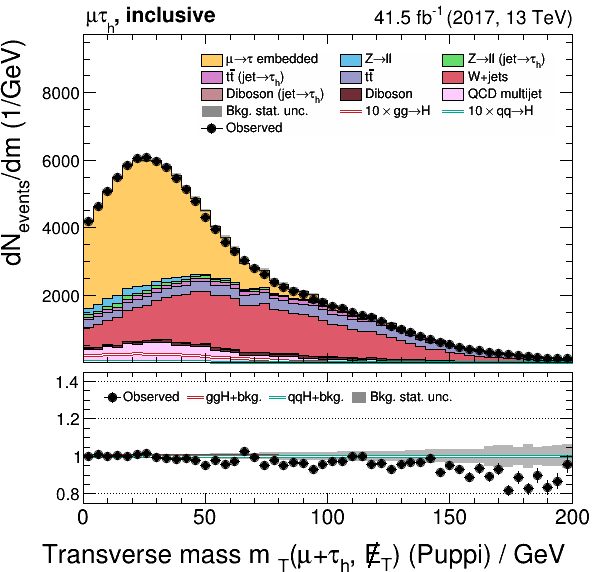 μτh, inclusive
41.5 fb-1 (2017, 13 TeV)
dNevents/dm (1/GeV)
μ→τ embedded
Z→ll
Z→ll (jet→τh)
tt̄ (jet→τh)
tt̄
W+jets
Diboson (jet→τh)
Diboson
QCD multijet
Bkg. stat. unc.
10 × gg→H
10 × qq→H
Observed
8000
6000
4000
2000
1.4
Observed
ggH+bkg.
qqH+bkg.
Bkg. stat. unc.
1.2
1.0
0.8
0
50
100
150
200
Transverse mass m T(μ+τh, E̸T) (Puppi) / GeV